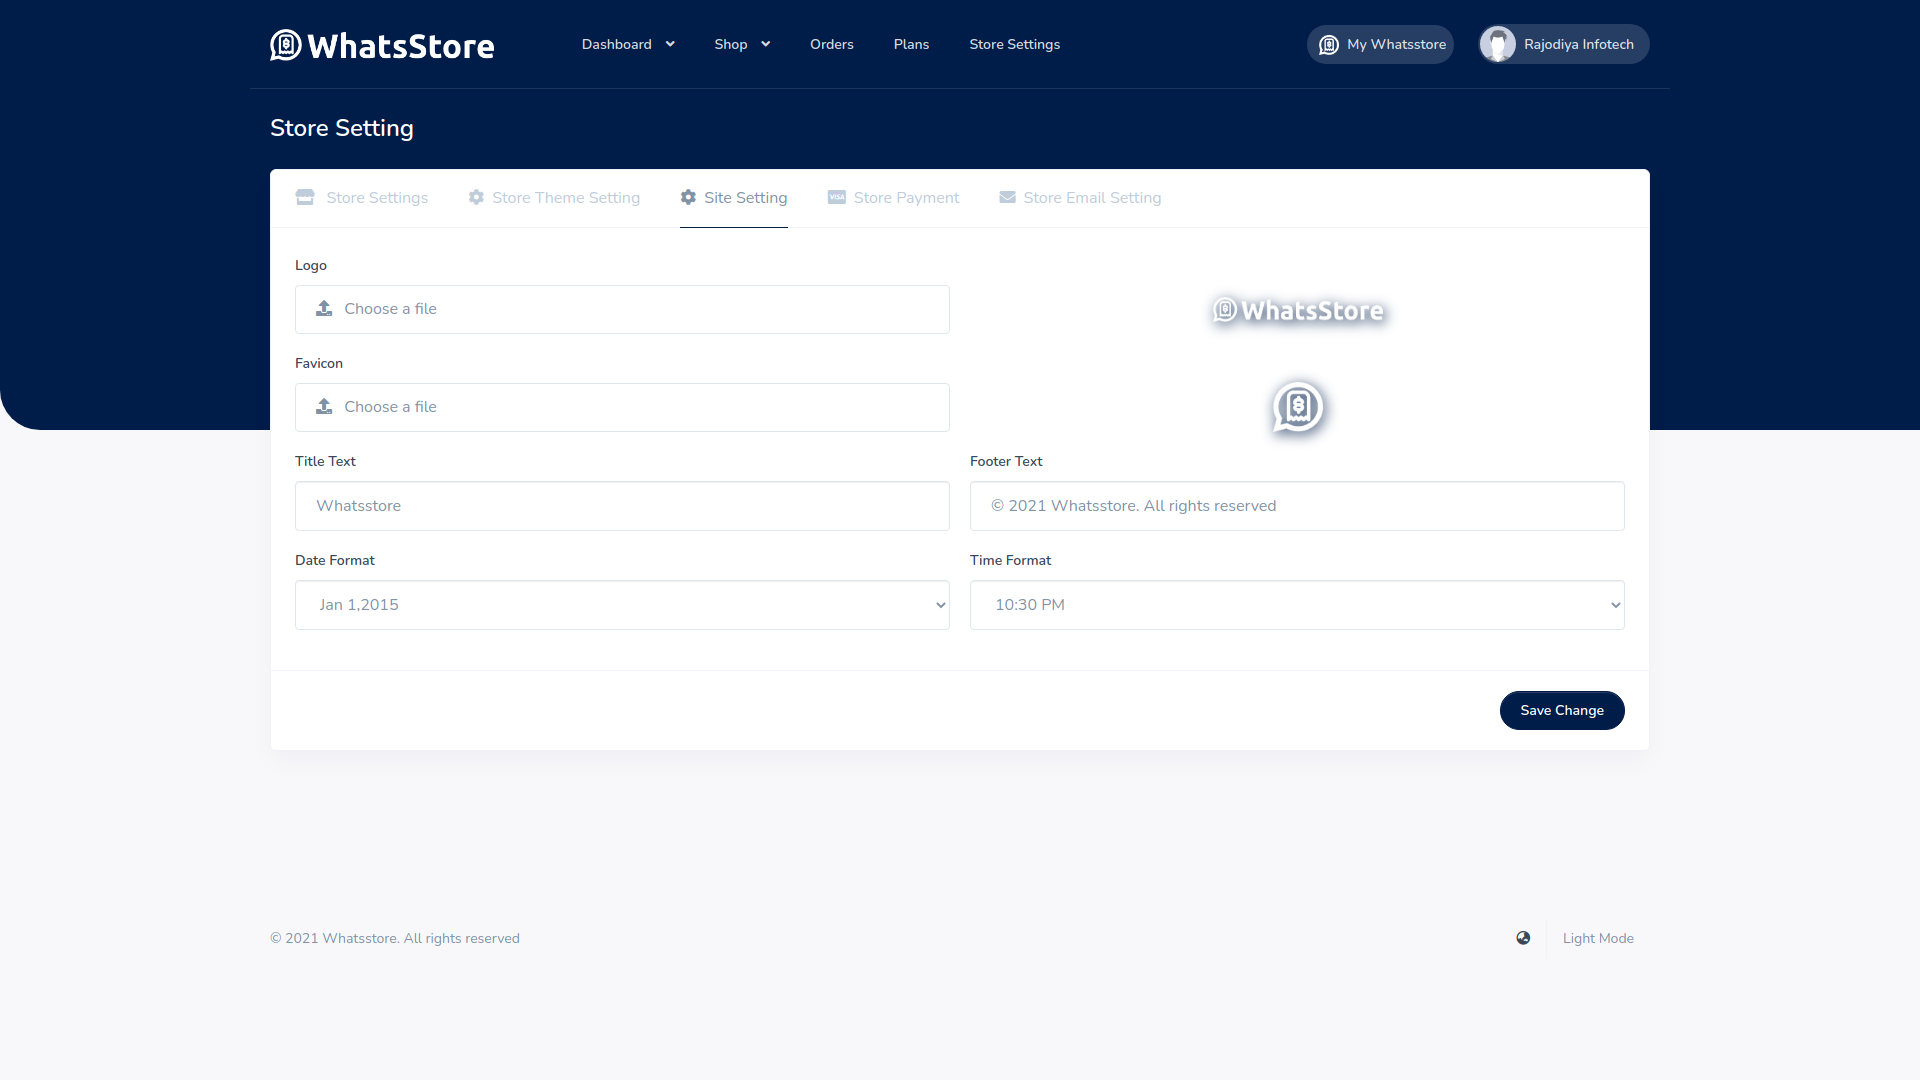 WhatsStore
Dashboard
Shop
Orders
Plans
Store Settings
My Whatsstore
Rajodiya Infotech
Store Setting
Store Settings
Store Theme Setting
Site Setting
VISA
Store Payment
Store Email Setting
Logo
Choose a file
WhatsStore
Favicon
Choose a file
Title Text
Whatsstore
Footer Text
© 2021 Whatsstore. All rights reserved
Date Format
Jan 1,2015
Time Format
10:30 PM
Save Change
© 2021 Whatsstore. All rights reserved
Light Mode